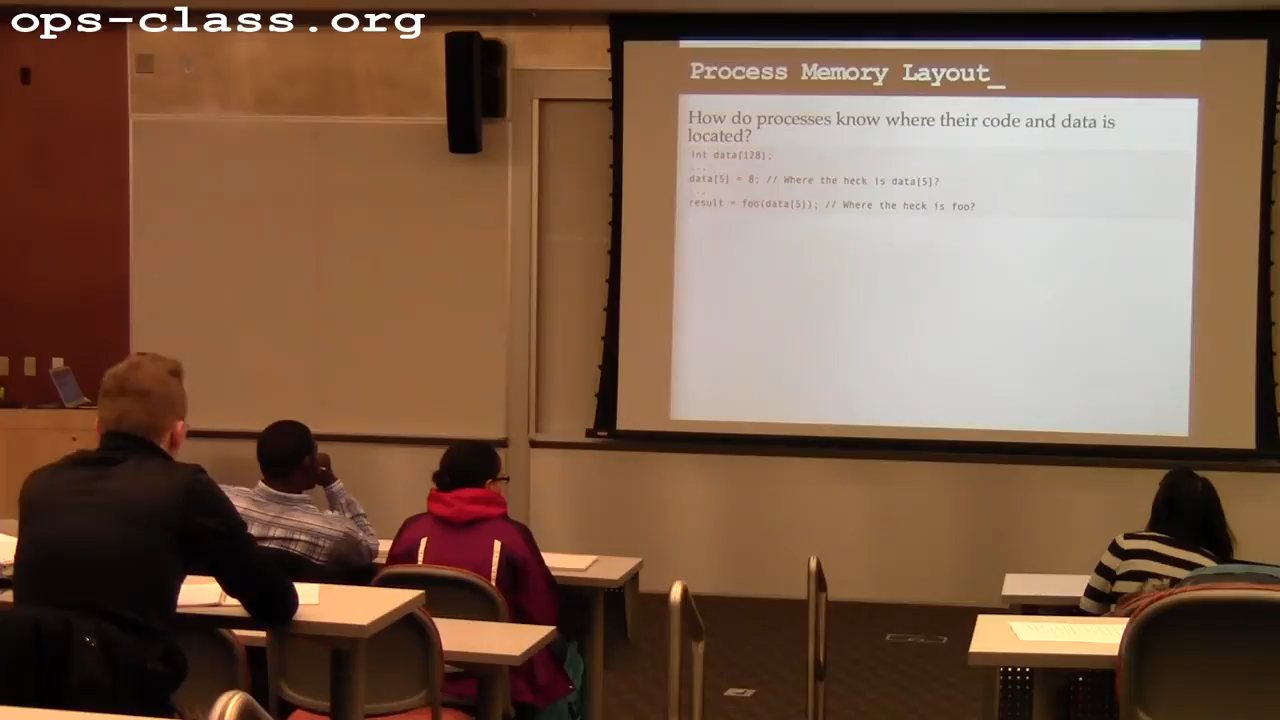 ops-class.org
Process Memory Layout_
How do processes know where their code and data is
located?
int data[128];
...
data[5] = 8; // Where the heck is data[5]?
...
result = foo(data[5]); // Where the heck is foo?